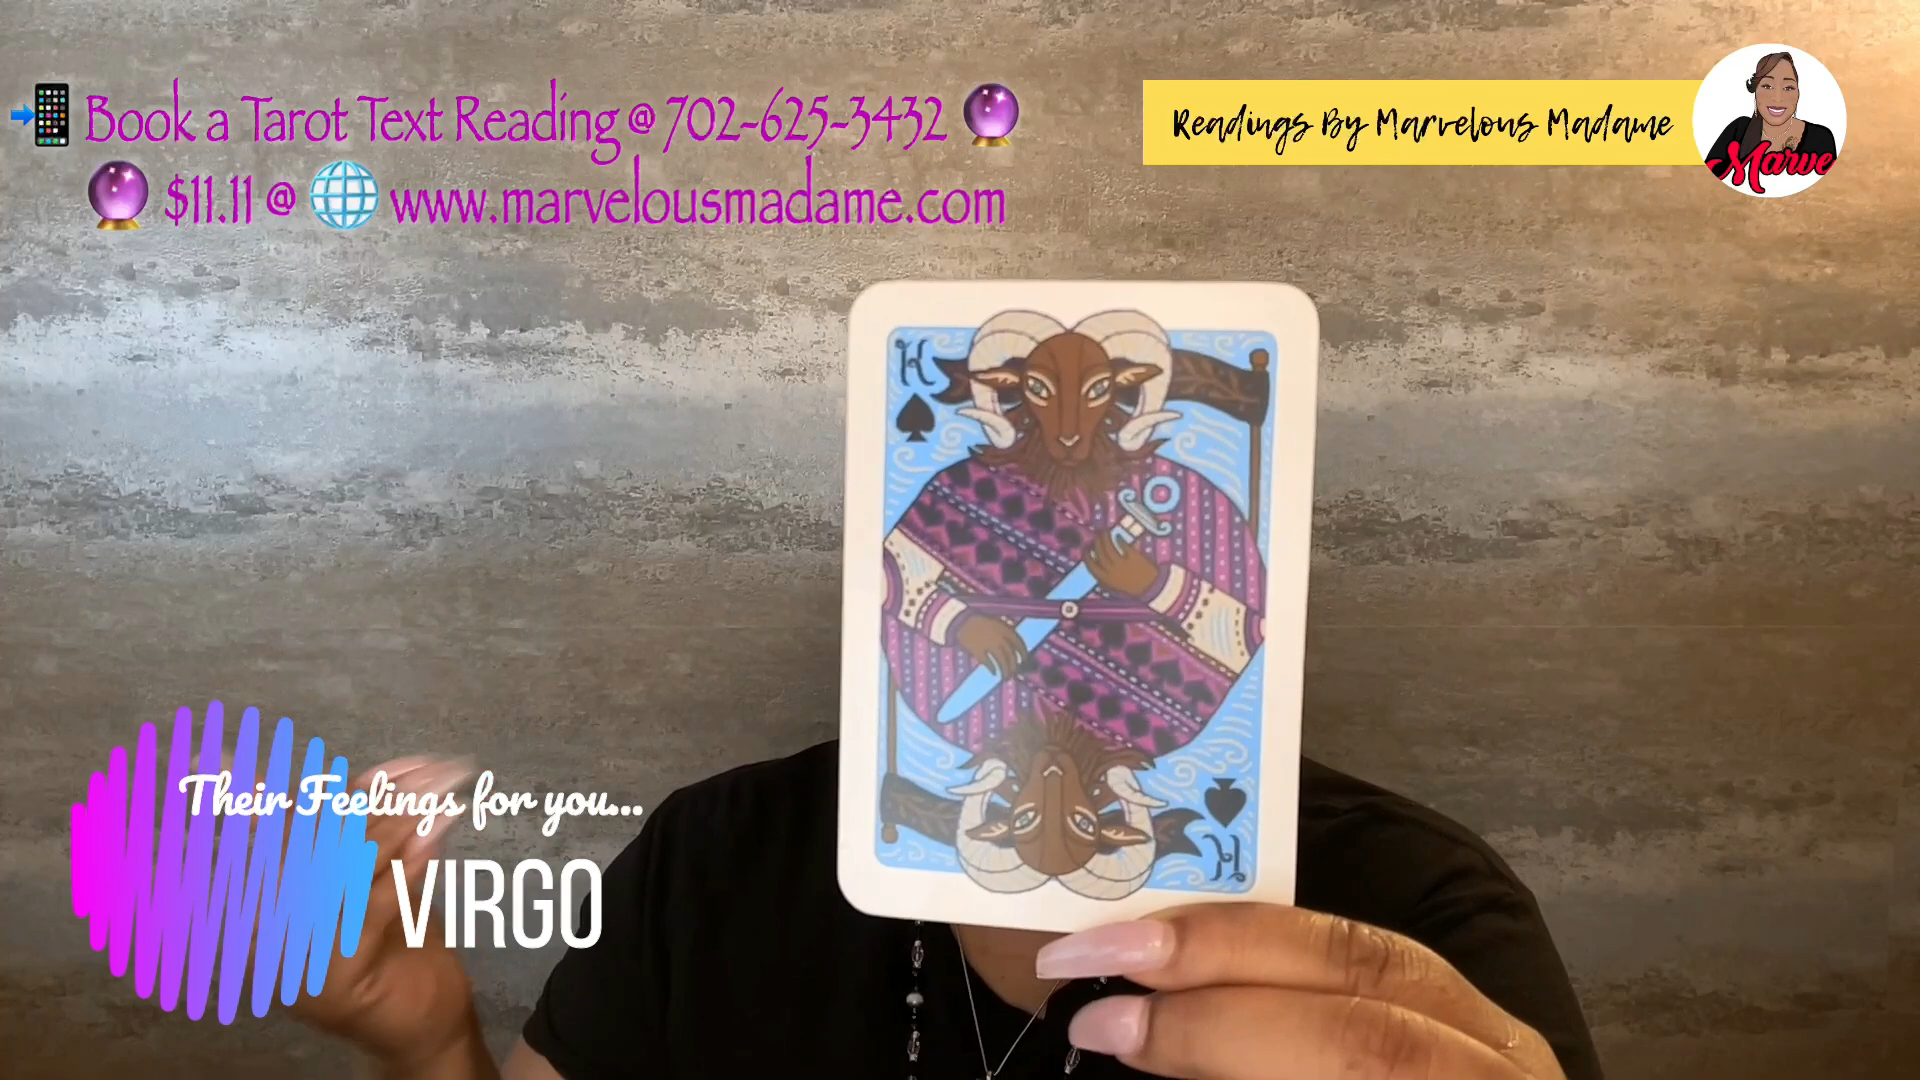 Book a Tarot Text Reading @ 702-625-3432
$11.11 @ www.marvelousmadame.com
Readings By Marvelous Madame
Marve
K
K
Their Feelings for you...
VIRGO